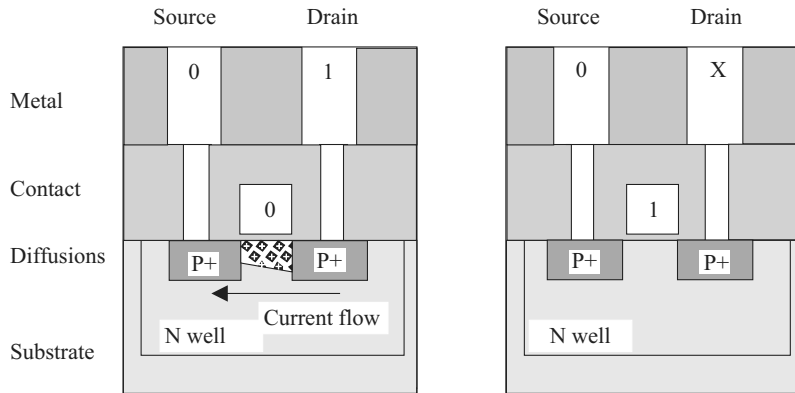 Source Drain Source Drain
0 1 0 X
Metal
Contact
0 1
Diffusions
P+ P+ P+ P+
Current flow
N well N well
Substrate